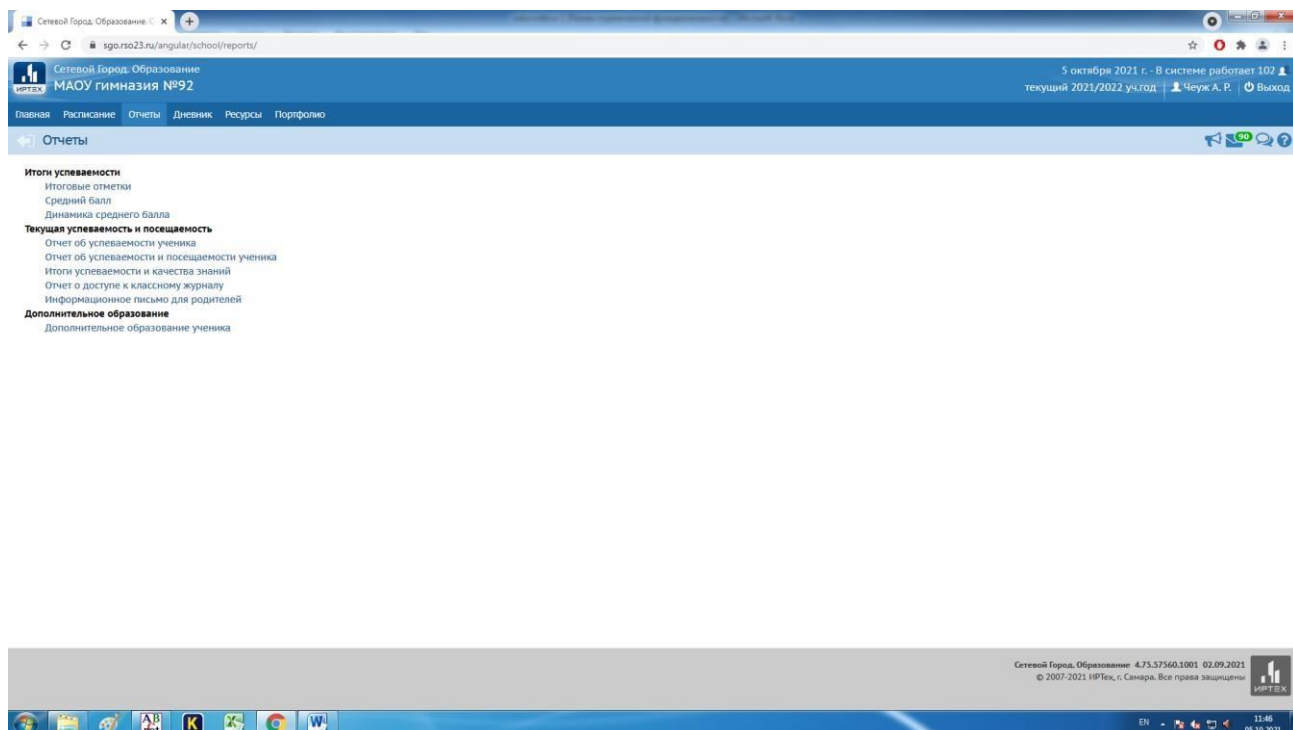 Сетевой Город. Образование. С
sgo.rso23.ru/angular/school/reports/
Сетевой Город. Образование
МАОУ гимназия №92
ИРТЕХ
5 октября 2021 г. - В системе работает 102
текущий 2021/2022 уч.год Чеуж А. Р. Выход
Главная Расписание Отчеты Дневник Ресурсы Портфолио
Отчеты
90
Итоги успеваемости
Итоговые отметки
Средний балл
Динамика среднего балла
Текущая успеваемость и посещаемость
Отчет об успеваемости ученика
Отчет об успеваемости и посещаемости ученика
Итоги успеваемости и качества знаний
Отчет о доступе к классному журналу
Информационное письмо для родителей
Дополнительное образование
Дополнительное образование ученика
Сетевой Город. Образование 4.75.57560.1001 02.09.2021
© 2007-2021 ИРТех, г. Самара. Все права защищены
ИРТЕХ
EN
11:46
05.10.2021